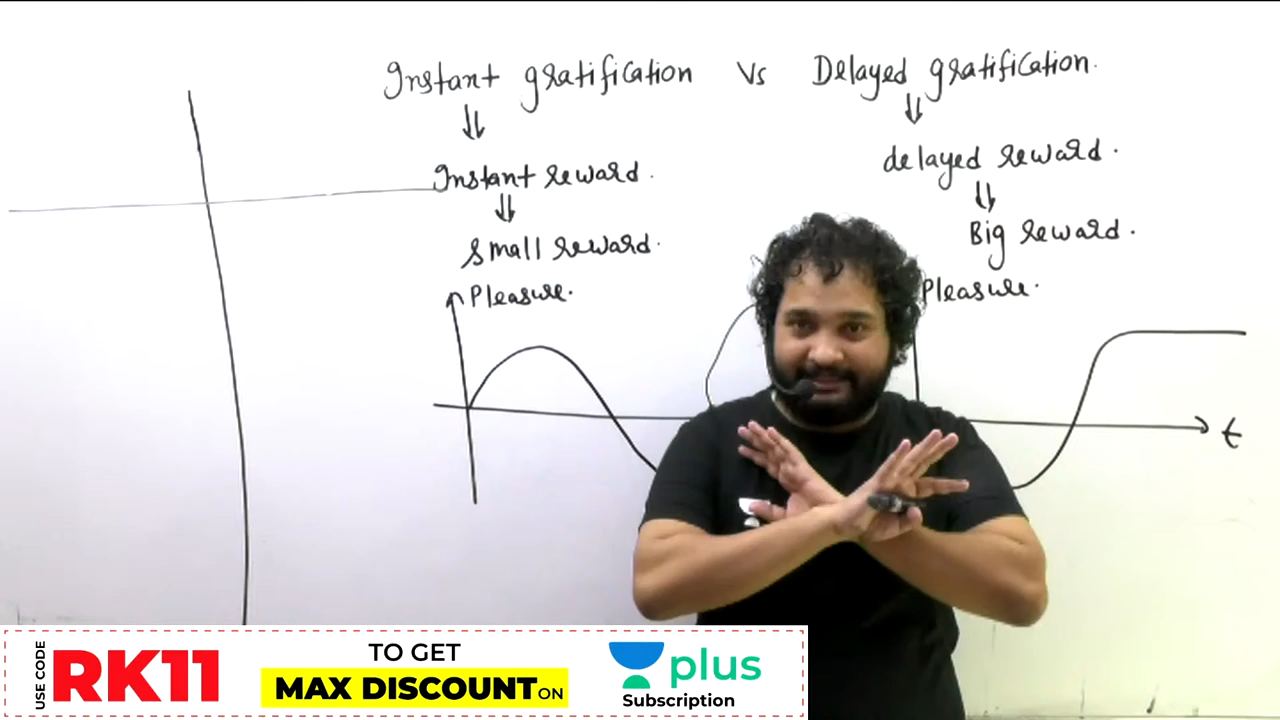 Instant gratification Vs Delayed gratification.
Instant reward.
small reward.
Pleasure.
delayed reward.
Big reward.
Pleasure.
t
USE CODE
RK11
TO GET
MAX DISCOUNT ON
plus
Subscription